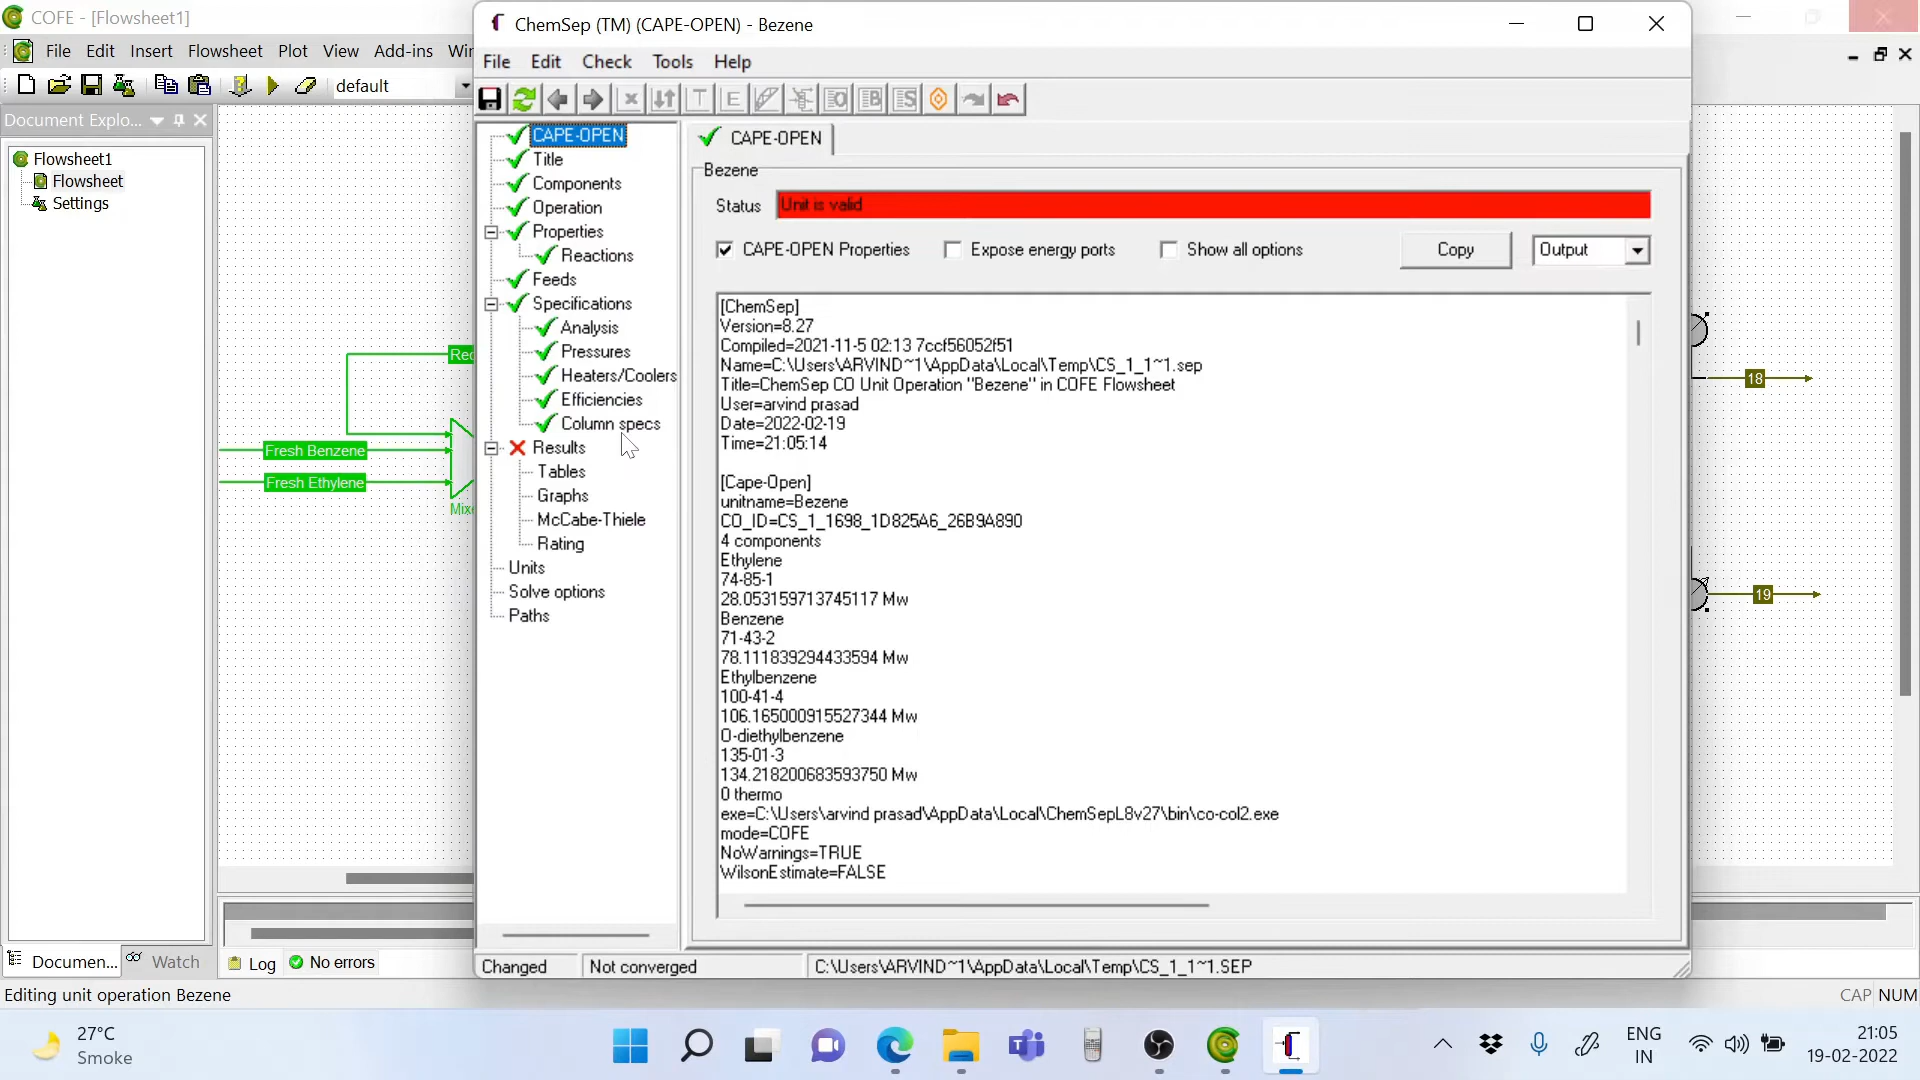 COFE - [Flowsheet1]
File Edit Insert Flowsheet Plot View Add-ins
default
Document Explo...
Flowsheet1
Flowsheet
Settings
Fresh Benzene
Fresh Ethylene
18
19
Documen... Watch
Log No errors
Editing unit operation Bezene
CAP NUM
ChemSep (TM) (CAPE-OPEN) - Bezene
File Edit Check Tools Help
CAPE-OPEN
Title
Components
Operation
Properties
Reactions
Feeds
Specifications
Analysis
Pressures
Heaters/Coolers
Efficiencies
Column specs
Results
Tables
Graphs
McCabe-Thiele
Rating
Units
Solve options
Paths
CAPE-OPEN
Bezene
Status Unit is valid
CAPE-OPEN Properties Expose energy ports Show all options Copy Output
[ChemSep]
Version=8.27
Compiled=2021-11-5 02:13 7ccf56052f51
Name=C:\Users\ARVIND~1\AppData\Local\Temp\CS_1_1~1.sep
Title=ChemSep CO Unit Operation "Bezene" in COFE Flowsheet
User=arvind prasad
Date=2022-02-19
Time=21:05:14
[Cape-Open]
unitname=Bezene
CO_ID=CS_1_1698_1D825A6_26B9A890
4 components
Ethylene
74-85-1
28.053159713745117 Mw
Benzene
71-43-2
78.111839294433594 Mw
Ethylbenzene
100-41-4
106.165000915527344 Mw
O-diethylbenzene
135-01-3
134.218200683593750 Mw
0 thermo
exe=C:\Users\arvind prasad\AppData\Local\ChemSepL8v27\bin\co-col2.exe
mode=COFE
NoWarnings=TRUE
WilsonEstimate=FALSE
Changed Not converged C:\Users\ARVIND~1\AppData\Local\Temp\CS_1_1~1.SEP
27°C
Smoke
ENG
IN
21:05
19-02-2022